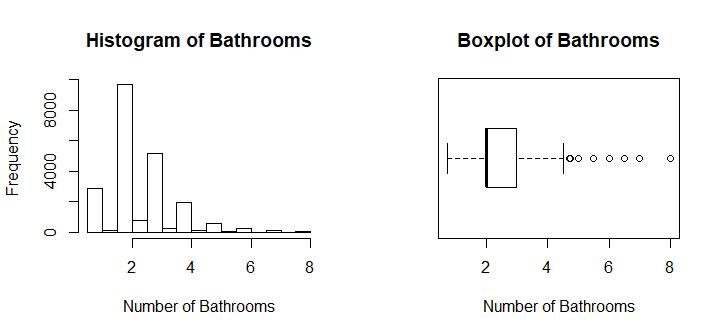 Histogram of Bathrooms
Frequency
0 4000 8000
2 4 6 8
Number of Bathrooms
Boxplot of Bathrooms
2 4 6 8
Number of Bathrooms